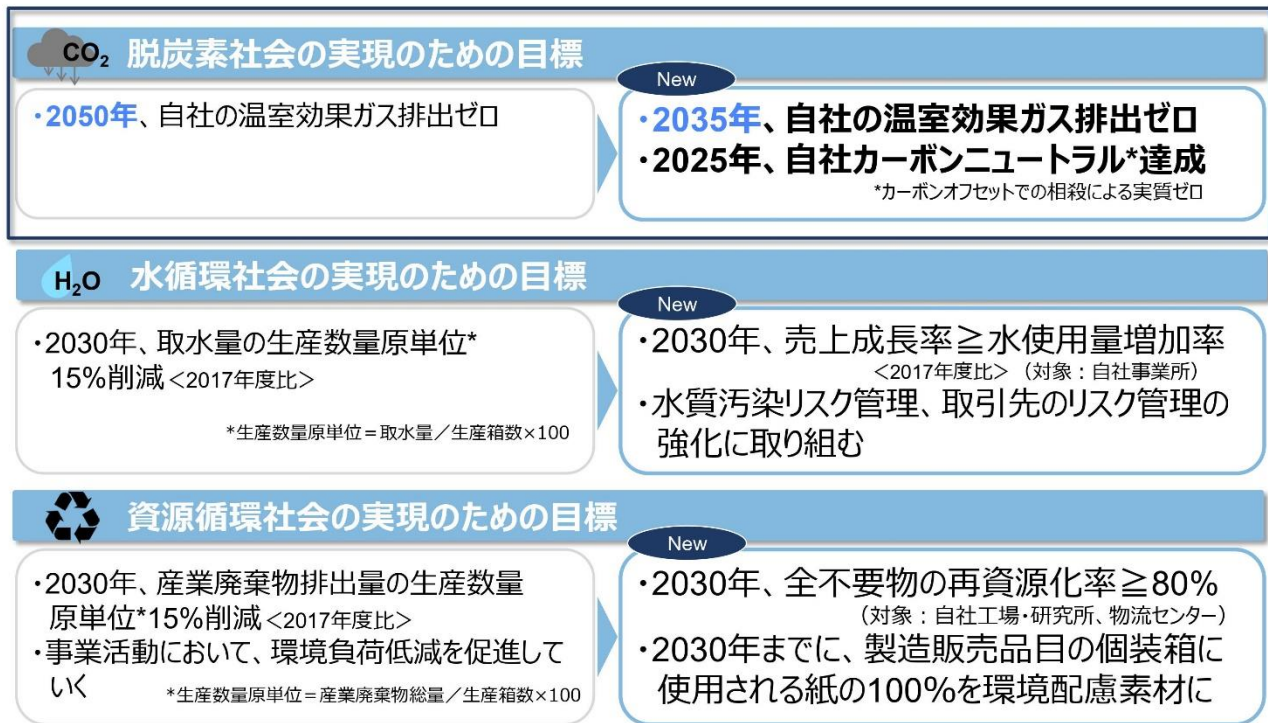 CO₂ 脱炭素社会の実現のための目標
・2050年、自社の温室効果ガス排出ゼロ
New
・2035年、自社の温室効果ガス排出ゼロ
・2025年、自社カーボンニュートラル*達成
*カーボンオフセットでの相殺による実質ゼロ
H₂O 水循環社会の実現のための目標
・2030年、取水量の生産数量原単位*
15%削減<2017年度比>
*生産数量原単位＝取水量／生産箱数×100
New
・2030年、売上成長率≧水使用量増加率
<2017年度比>（対象：自社事業所）
・水質汚染リスク管理、取引先のリスク管理の
強化に取り組む
資源循環社会の実現のための目標
・2030年、産業廃棄物排出量の生産数量
原単位*15%削減<2017年度比>
・事業活動において、環境負荷低減を促進して
いく
*生産数量原単位＝産業廃棄物総量／生産箱数×100
New
・2030年、全不要物の再資源化率≧80%
（対象：自社工場・研究所、物流センター）
・2030年までに、製造販売品目の個装箱に
使用される紙の100%を環境配慮素材に